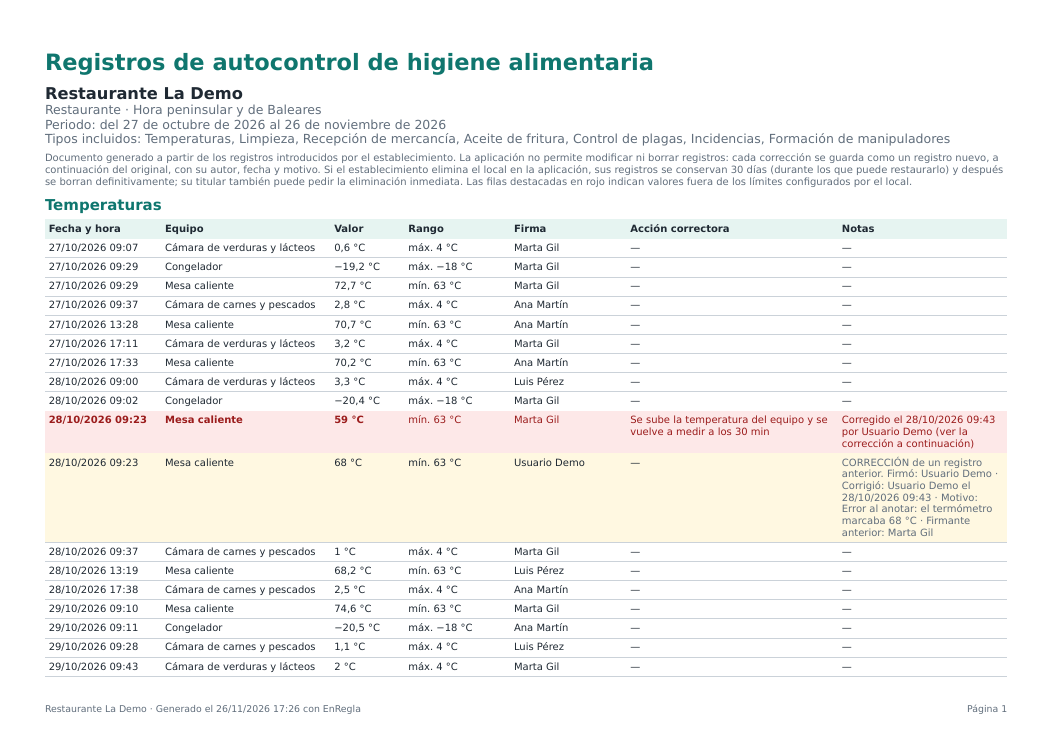 Registros de autocontrol de higiene alimentaria
Restaurante La Demo
Restaurante · Hora peninsular y de Baleares
Periodo: del 27 de octubre de 2026 al 26 de noviembre de 2026
Tipos incluidos: Temperaturas, Limpieza, Recepción de mercancía, Aceite de fritura, Control de plagas, Incidencias, Formación de manipuladores
Documento generado a partir de los registros introducidos por el establecimiento. La aplicación no permite modificar ni borrar registros: cada corrección se guarda como un registro nuevo, a
continuación del original, con su autor, fecha y motivo. Si el establecimiento elimina el local en la aplicación, sus registros se conservan 30 días (durante los que puede restaurarlo) y después
se borran definitivamente; su titular también puede pedir la eliminación inmediata. Las filas destacadas en rojo indican valores fuera de los límites configurados por el local.
Temperaturas
Fecha y hora Equipo Valor Rango Firma Acción correctora Notas
27/10/2026 09:07 Cámara de verduras y lácteos 0,6 °C máx. 4 °C Marta Gil — —
27/10/2026 09:29 Congelador −19,2 °C máx. −18 °C Marta Gil — —
27/10/2026 09:29 Mesa caliente 72,7 °C mín. 63 °C Marta Gil — —
27/10/2026 09:37 Cámara de carnes y pescados 2,8 °C máx. 4 °C Ana Martín — —
27/10/2026 13:28 Mesa caliente 70,7 °C mín. 63 °C Ana Martín — —
27/10/2026 17:11 Cámara de verduras y lácteos 3,2 °C máx. 4 °C Marta Gil — —
27/10/2026 17:33 Mesa caliente 70,2 °C mín. 63 °C Ana Martín — —
28/10/2026 09:00 Cámara de verduras y lácteos 3,3 °C máx. 4 °C Luis Pérez — —
28/10/2026 09:02 Congelador −20,4 °C máx. −18 °C Marta Gil — —
28/10/2026 09:23 Mesa caliente 59 °C mín. 63 °C Marta Gil Se sube la temperatura del equipo y se Corregido el 28/10/2026 09:43
vuelve a medir a los 30 min por Usuario Demo (ver la
corrección a continuación)
28/10/2026 09:23 Mesa caliente 68 °C mín. 63 °C Usuario Demo — CORRECCIÓN de un registro
anterior. Firmó: Usuario Demo ·
Corrigió: Usuario Demo el
28/10/2026 09:43 · Motivo:
Error al anotar: el termómetro
marcaba 68 °C · Firmante
anterior: Marta Gil
28/10/2026 09:37 Cámara de carnes y pescados 1 °C máx. 4 °C Marta Gil — —
28/10/2026 13:19 Mesa caliente 68,2 °C mín. 63 °C Luis Pérez — —
28/10/2026 17:38 Cámara de carnes y pescados 2,5 °C máx. 4 °C Ana Martín — —
29/10/2026 09:10 Mesa caliente 74,6 °C mín. 63 °C Marta Gil — —
29/10/2026 09:11 Congelador −20,5 °C máx. −18 °C Ana Martín — —
29/10/2026 09:28 Cámara de carnes y pescados 1,1 °C máx. 4 °C Luis Pérez — —
29/10/2026 09:43 Cámara de verduras y lácteos 2 °C máx. 4 °C Marta Gil — —
Restaurante La Demo · Generado el 26/11/2026 17:26 con EnRegla Página 1